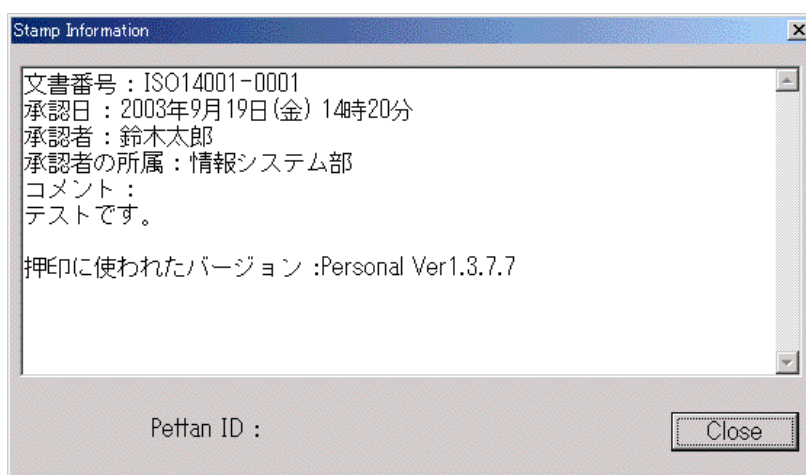 Stamp Information
文書番号：ISO14001-0001
承認日：2003年9月19日(金) 14時20分
承認者：鈴木太郎
承認者の所属：情報システム部
コメント：
テストです。
押印に使われたバージョン :Personal Ver1.3.7.7
Pettan ID :
Close